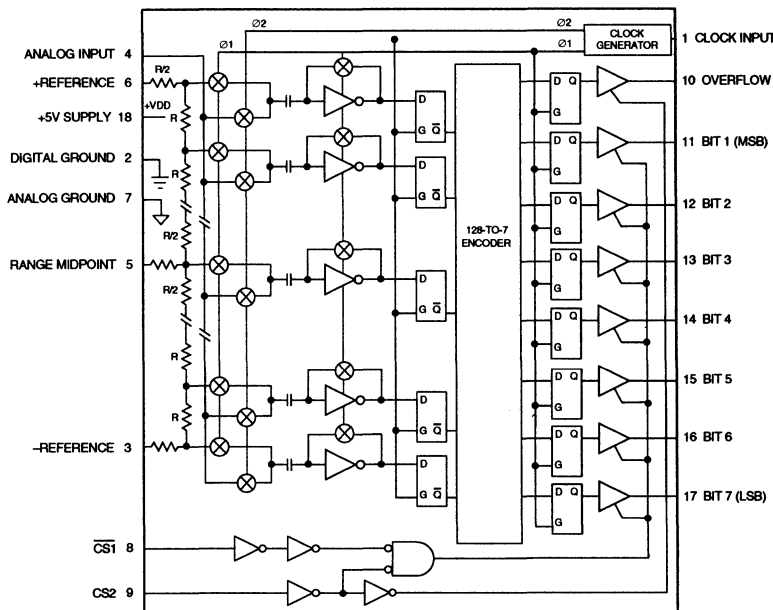 Ø2 Ø2
CLOCK GENERATOR
1 CLOCK INPUT
Ø1 Ø1
ANALOG INPUT 4
R/2
+REFERENCE 6
10 OVERFLOW
+VDD
R
+5V SUPPLY 18
D
G Q̅
D Q
G
11 BIT 1 (MSB)
DIGITAL GROUND 2
R
D
G Q̅
D Q
G
ANALOG GROUND 7
12 BIT 2
R/2
128-TO-7
ENCODER
D Q
G
RANGE MIDPOINT 5
13 BIT 3
R/2
D
G Q̅
D Q
G
14 BIT 4
D Q
G
R
15 BIT 5
D Q
G
R
D
G Q̅
16 BIT 6
–REFERENCE 3
D Q
G
D
G Q̅
17 BIT 7 (LSB)
D Q
G
C̅S̅1̅ 8
CS2 9